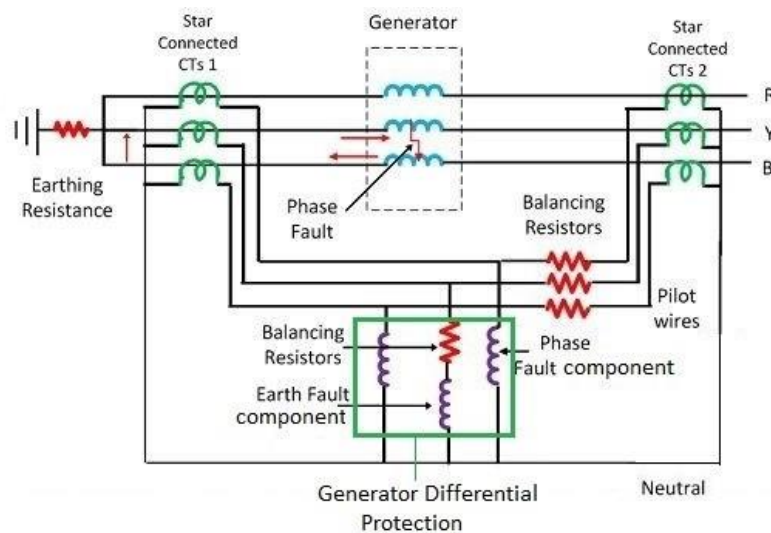 Star
Connected
CTs 1
Generator
Star
Connected
CTs 2
R
Y
B
Earthing
Resistance
Phase
Fault
Balancing
Resistors
Pilot
wires
Balancing
Resistors
Phase
Fault component
Earth Fault
component
Generator Differential
Protection
Neutral